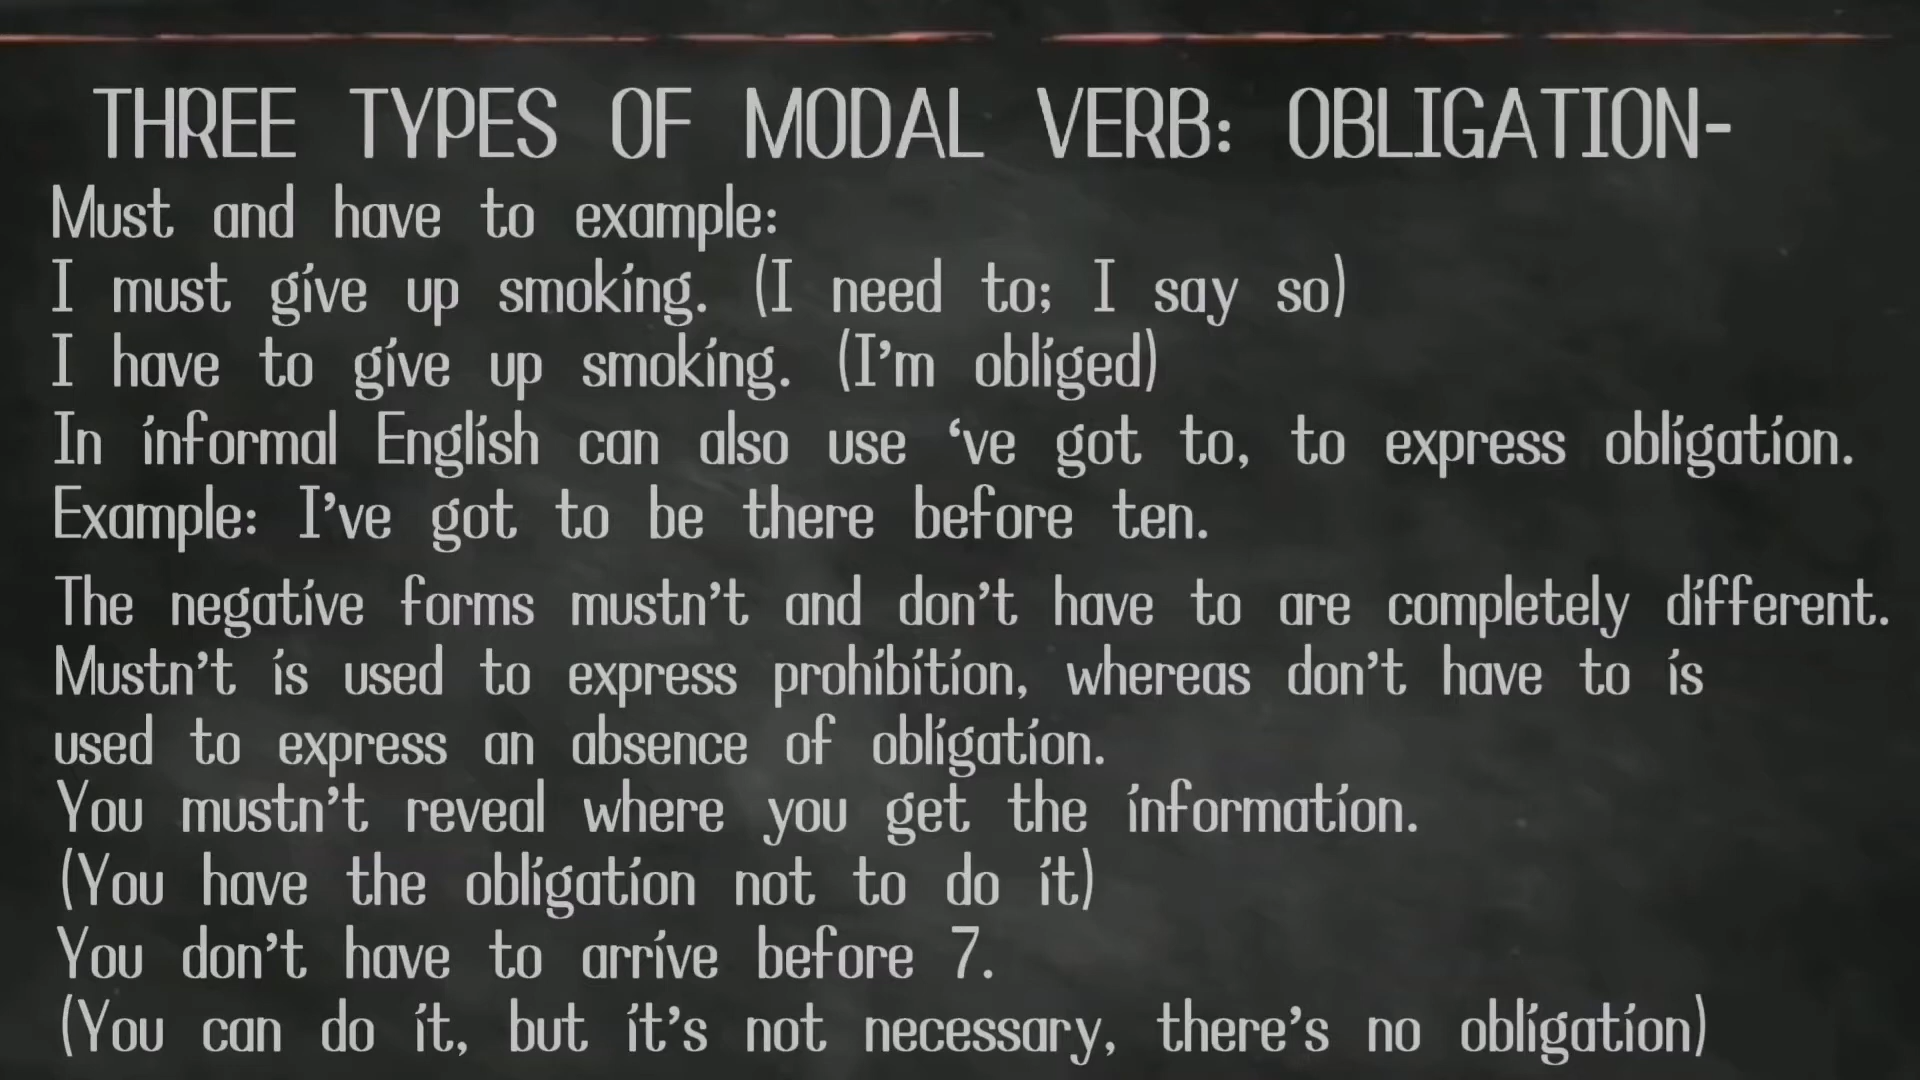 THREE TYPES OF MODAL VERB: OBLIGATION-
Must and have to example:
I must give up smoking. (I need to; I say so)
I have to give up smoking. (I'm obliged)
In informal English can also use ‘ve got to, to express obligation.
Example: I've got to be there before ten.
The negative forms mustn't and don't have to are completely different.
Mustn't is used to express prohibition, whereas don't have to is
used to express an absence of obligation.
You mustn't reveal where you get the information.
(You have the obligation not to do it)
You don't have to arrive before 7.
(You can do it, but it's not necessary, there's no obligation)